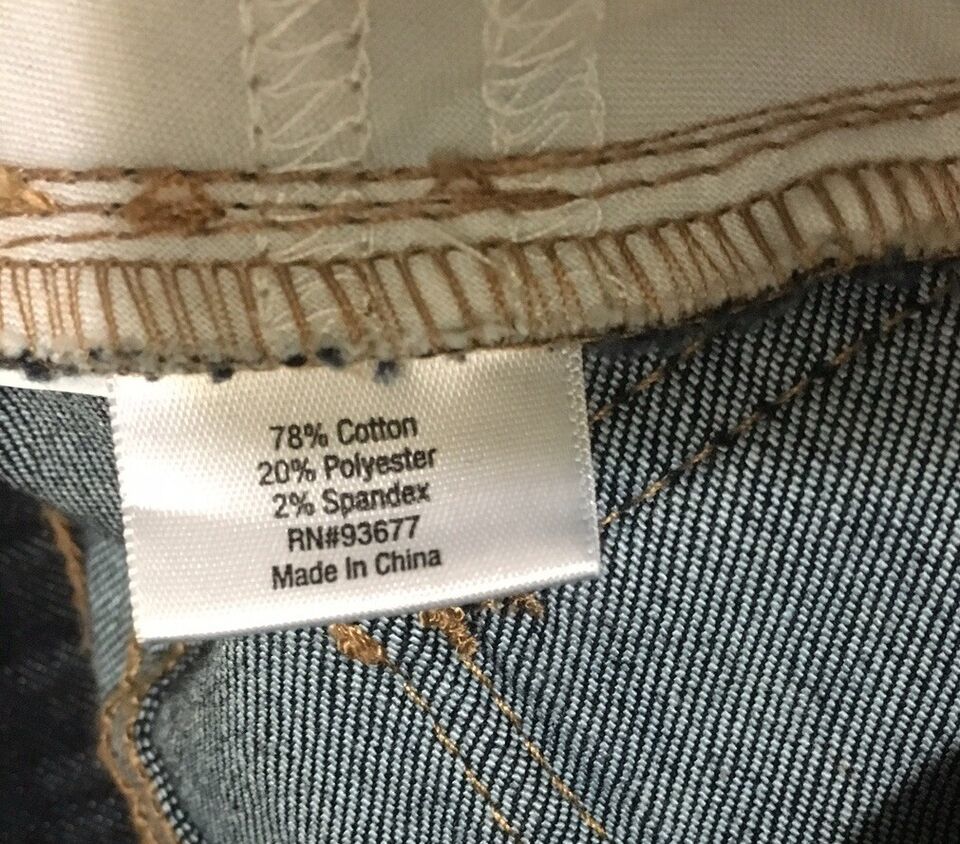 78% Cotton
20% Polyester
2% Spandex
RN#93677
Made In China